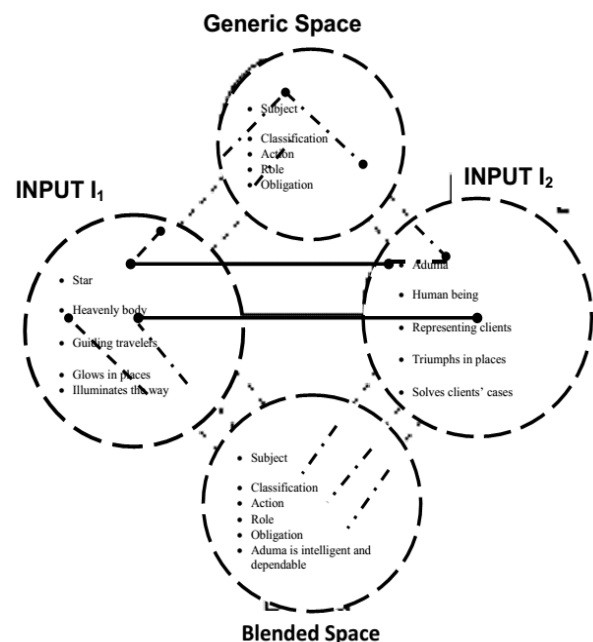 Generic Space
• Subject
• Classification
• Action
• Role
• Obligation
INPUT I₁
• Star
• Heavenly body
• Guiding travelers
• Glows in places
• Illuminates the way
INPUT I₂
• Aduma
• Human being
• Representing clients
• Triumphs in places
• Solves clients’ cases
• Subject
• Classification
• Action
• Role
• Obligation
• Aduma is intelligent and
dependable
Blended Space